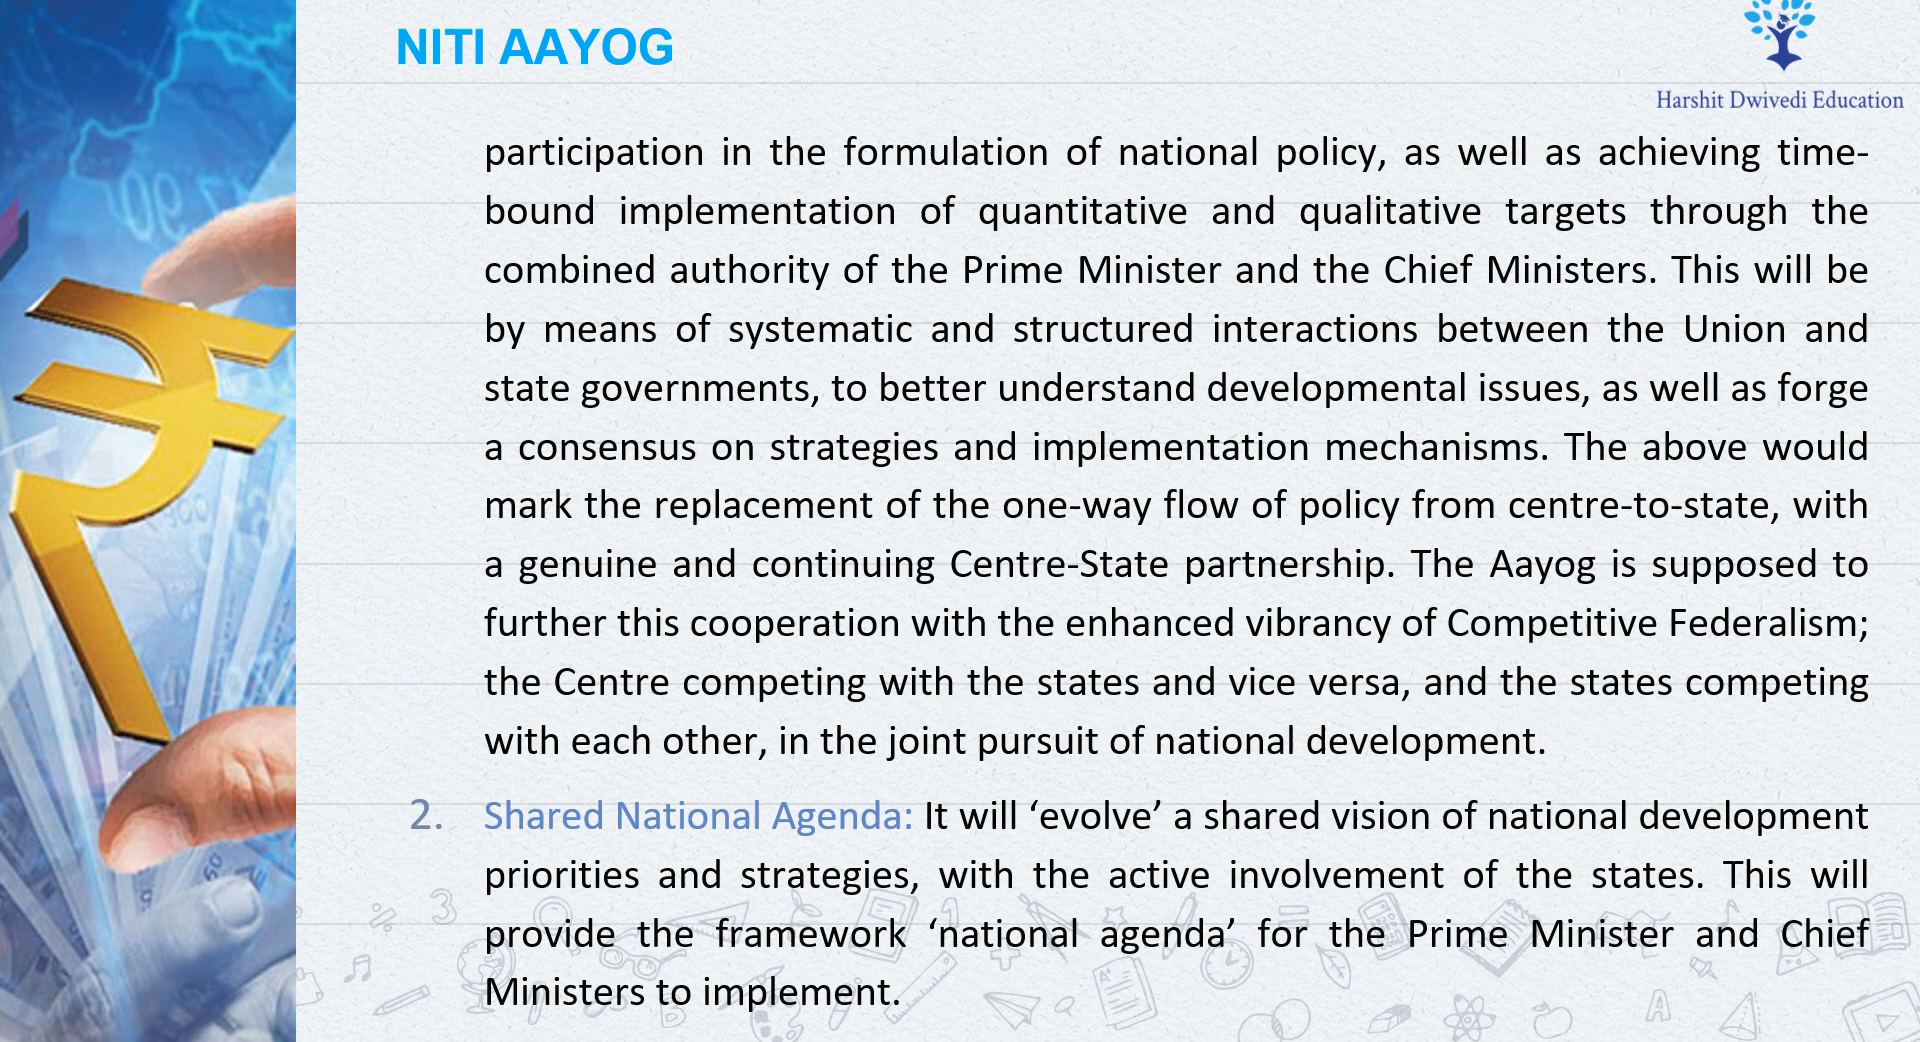 NITI AAYOG
Harshit Dwivedi Education
participation in the formulation of national policy, as well as achieving time-
bound implementation of quantitative and qualitative targets through the
combined authority of the Prime Minister and the Chief Ministers. This will be
by means of systematic and structured interactions between the Union and
state governments, to better understand developmental issues, as well as forge
a consensus on strategies and implementation mechanisms. The above would
mark the replacement of the one-way flow of policy from centre-to-state, with
a genuine and continuing Centre-State partnership. The Aayog is supposed to
further this cooperation with the enhanced vibrancy of Competitive Federalism;
the Centre competing with the states and vice versa, and the states competing
with each other, in the joint pursuit of national development.
2. Shared National Agenda: It will ‘evolve’ a shared vision of national development
priorities and strategies, with the active involvement of the states. This will
provide the framework ‘national agenda’ for the Prime Minister and Chief
Ministers to implement.